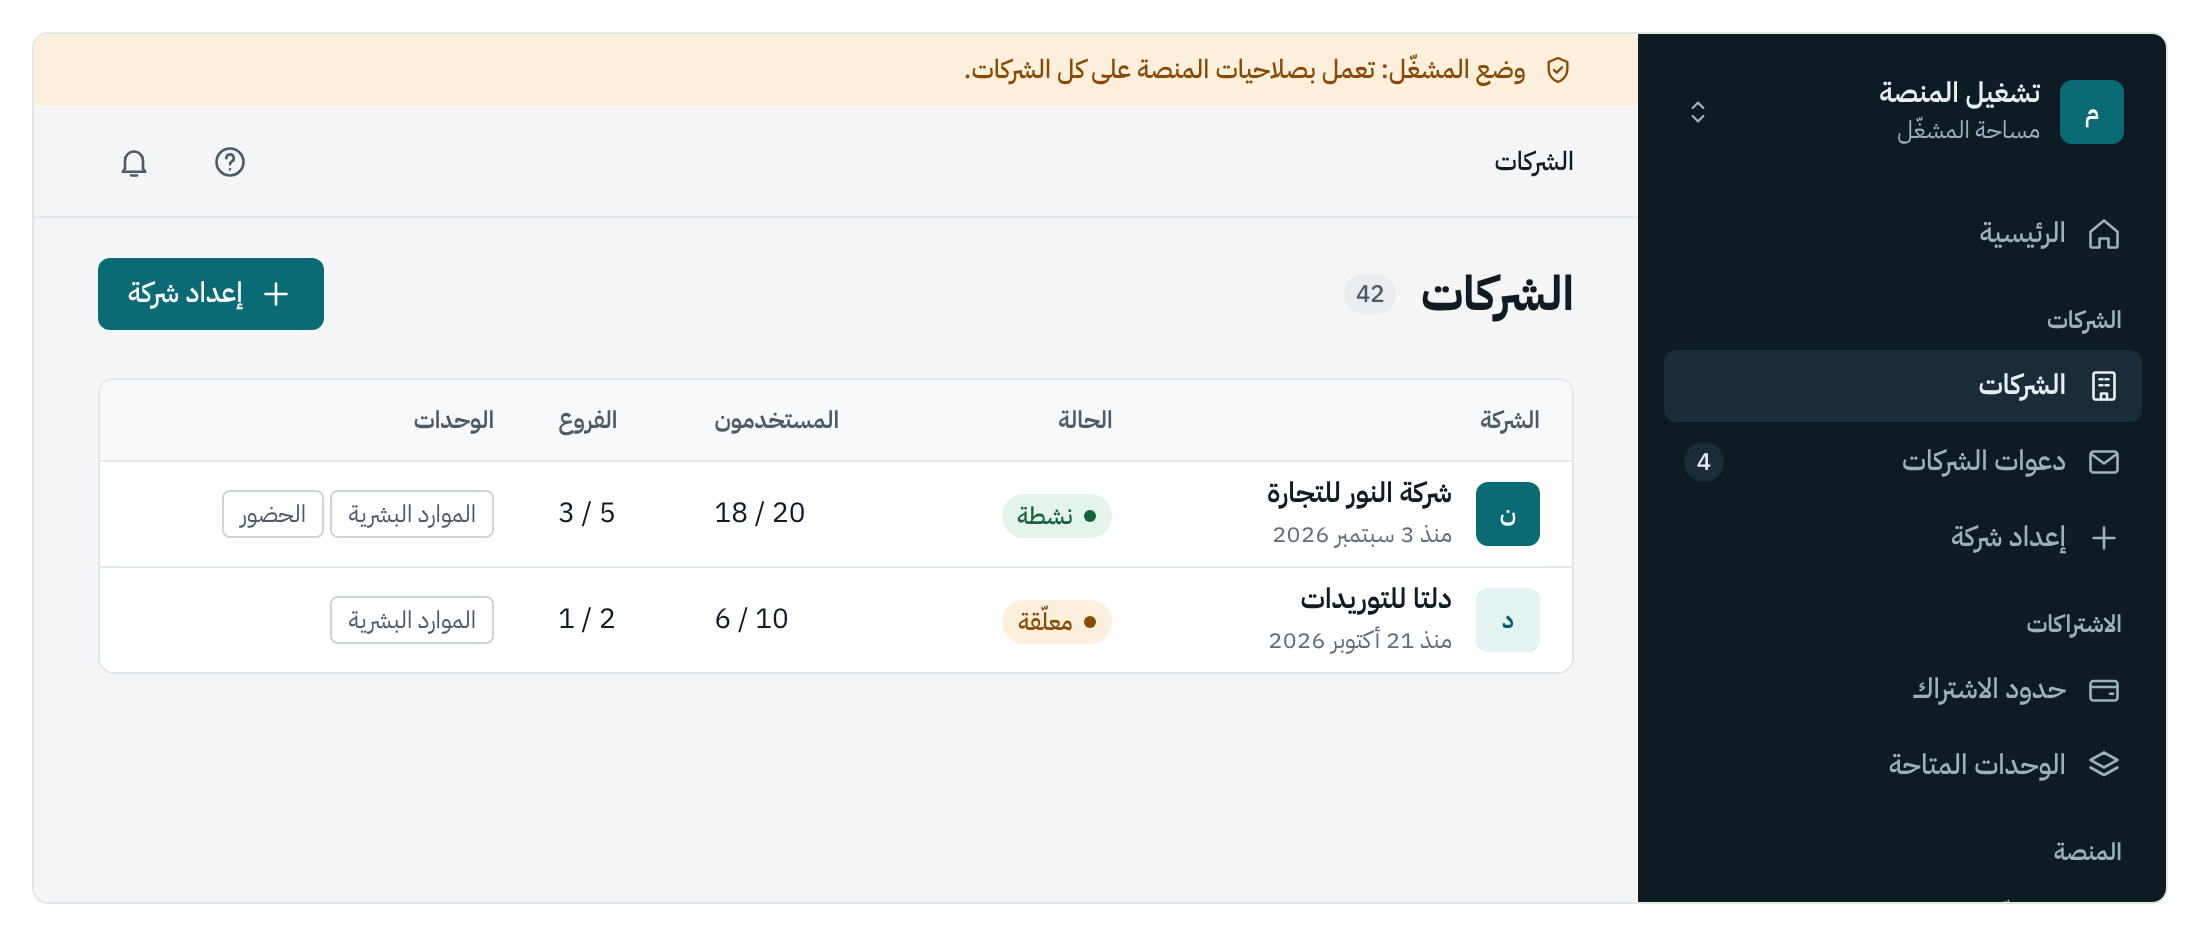 تشغيل المنصة
مساحة المشغّل
م
الرئيسية
الشركات
الشركات
دعوات الشركات 4
إعداد شركة
الاشتراكات
حدود الاشتراك
الوحدات المتاحة
المنصة
وضع المشغّل: تعمل بصلاحيات المنصة على كل الشركات.
الشركات
الشركات 42
إعداد شركة
الشركة الحالة المستخدمون الفروع الوحدات
ن شركة النور للتجارة نشطة 18 / 20 3 / 5 الموارد البشرية الحضور
منذ 3 سبتمبر 2026
د دلتا للتوريدات معلّقة 6 / 10 1 / 2 الموارد البشرية
منذ 21 أكتوبر 2026